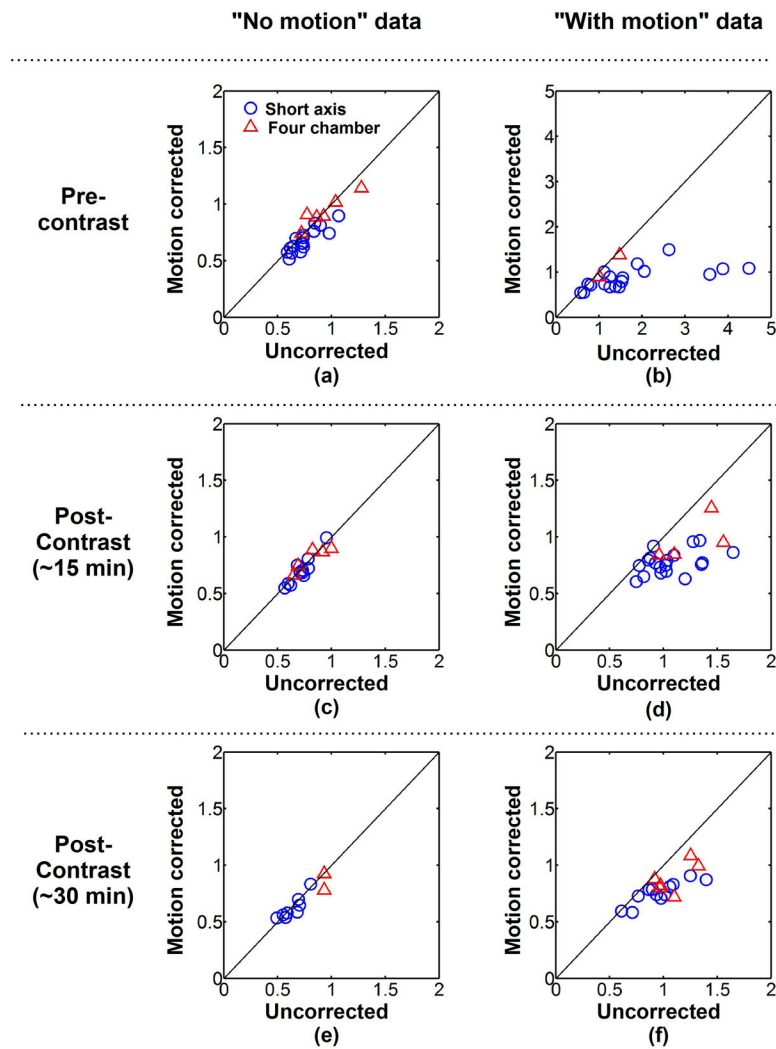 "No motion" data
"With motion" data
Pre-
contrast
Motion corrected
2
1.5
1
0.5
0
0
0.5
1
1.5
2
Short axis
Four chamber
Uncorrected
(a)
Motion corrected
5
4
3
2
1
0
0
1
2
3
4
5
Uncorrected
(b)
Post-
Contrast
(~15 min)
Motion corrected
2
1.5
1
0.5
0
0
0.5
1
1.5
2
Uncorrected
(c)
Motion corrected
2
1.5
1
0.5
0
0
0.5
1
1.5
2
Uncorrected
(d)
Post-
Contrast
(~30 min)
Motion corrected
2
1.5
1
0.5
0
0
0.5
1
1.5
2
Uncorrected
(e)
Motion corrected
2
1.5
1
0.5
0
0
0.5
1
1.5
2
Uncorrected
(f)